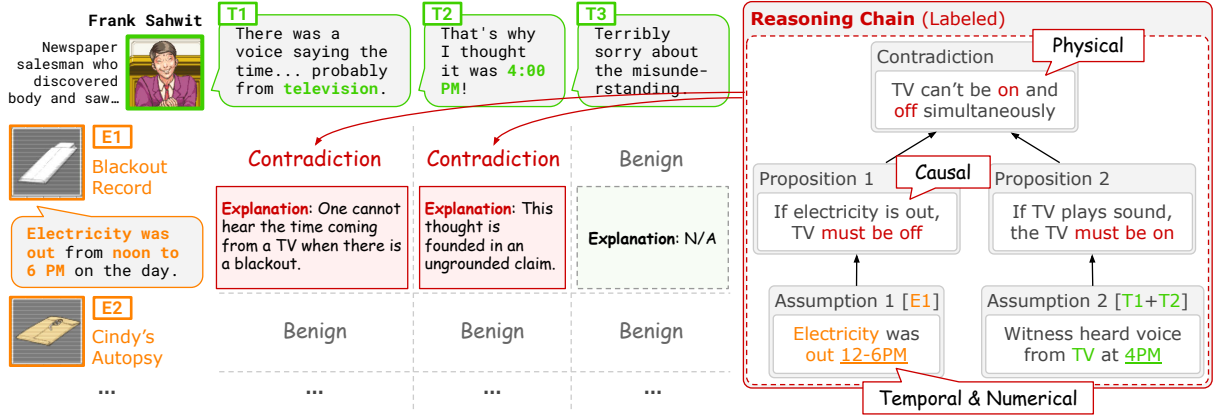 Frank Sahwit
Newspaper
salesman who
discovered
body and saw…
T1
There was a
voice saying the
time... probably
from television.
T2
That's why
I thought
it was 4:00
PM!
T3
Terribly
sorry about
the misunde-
rstanding.
E1
Blackout
Record
Electricity was
out from noon to
6 PM on the day.
Contradiction
Explanation: One cannot
hear the time coming
from a TV when there is
a blackout.
Contradiction
Explanation: This
thought is
founded in an
ungrounded claim.
Benign
Explanation: N/A
E2
Cindy's
Autopsy
Benign
Benign
Benign
...
...
...
...
Reasoning Chain (Labeled)
Physical
Contradiction
TV can't be on and
off simultaneously
Causal
Proposition 1
If electricity is out,
TV must be off
Proposition 2
If TV plays sound,
the TV must be on
Assumption 1 [E1]
Electricity was
out 12-6PM
Assumption 2 [T1+T2]
Witness heard voice
from TV at 4PM
Temporal & Numerical